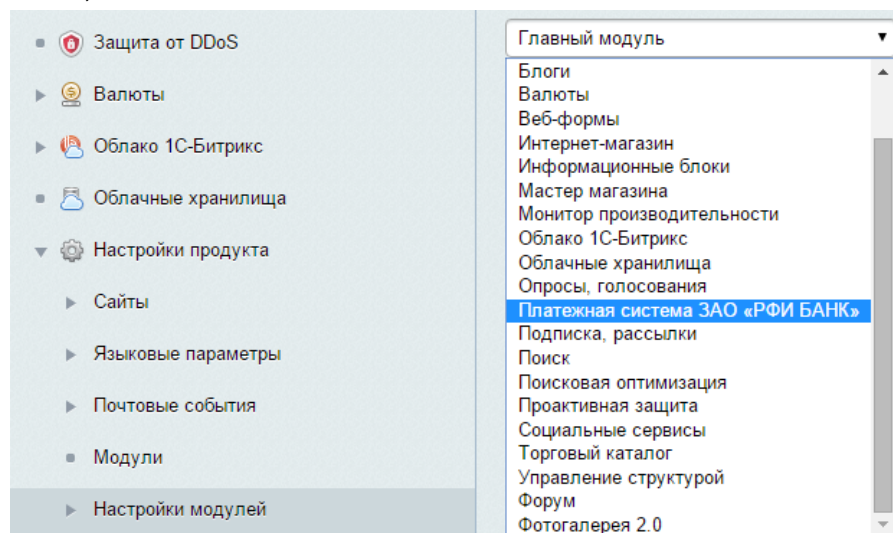 Защита от DDoS
Валюты
Облако 1С-Битрикс
Облачные хранилища
Настройки продукта
Сайты
Языковые параметры
Почтовые события
Модули
Настройки модулей
Главный модуль
Блоги
Валюты
Веб-формы
Интернет-магазин
Информационные блоки
Мастер магазина
Монитор производительности
Облако 1С-Битрикс
Облачные хранилища
Опросы, голосования
Платежная система ЗАО «РФИ БАНК»
Подписка, рассылки
Поиск
Поисковая оптимизация
Проактивная защита
Социальные сервисы
Торговый каталог
Управление структурой
Форум
Фотогалерея 2.0